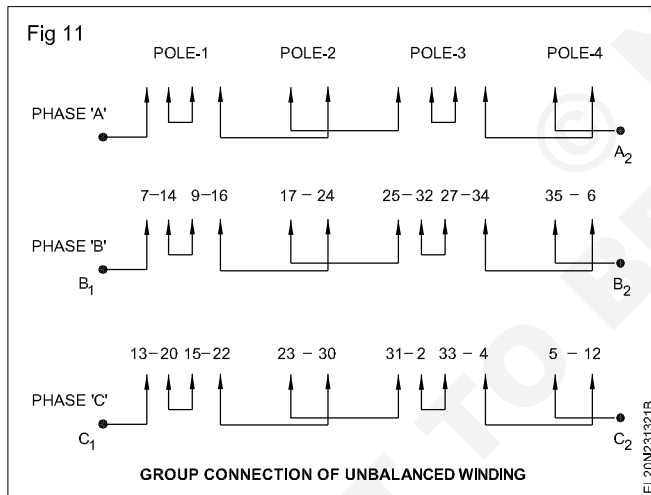 Fig 11
POLE-1 POLE-2 POLE-3 POLE-4
PHASE 'A'
A2
7–14 9–16 17 – 24 25–32 27–34 35 – 6
PHASE 'B'
B1 B2
13–20 15–22 23 – 30 31–2 33 – 4 5 – 12
PHASE 'C'
C1 C2
GROUP CONNECTION OF UNBALANCED WINDING
EL20N231321B